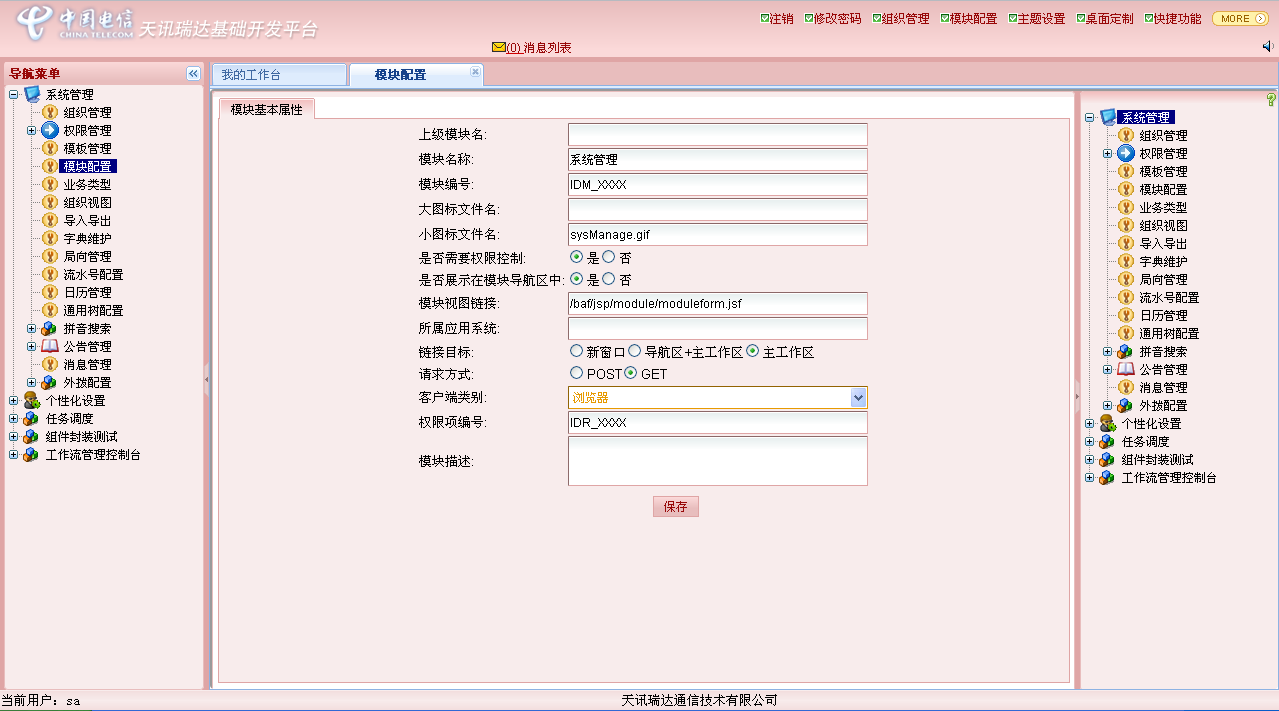 中国电信
CHINA TELECOM
天讯瑞达基础开发平台
注销 修改密码 组织管理 模块配置 主题设置 桌面定制 快捷功能 MORE
(0) 消息列表
导航菜单
系统管理
组织管理
权限管理
模板管理
模块配置
业务类型
组织视图
导入导出
字典维护
局向管理
流水号配置
日历管理
通用树配置
拼音搜索
公告管理
消息管理
外拨配置
个性化设置
任务调度
组件封装测试
工作流管理控制台
我的工作台 模块配置
模块基本属性
上级模块名:
模块名称: 系统管理
模块编号: IDM_XXXX
大图标文件名:
小图标文件名: sysManage.gif
是否需要权限控制: 是 否
是否展示在模块导航区中: 是 否
模块视图链接: /baf/jsp/module/moduleform.jsf
所属应用系统:
链接目标: 新窗口 导航区+主工作区 主工作区
请求方式: POST GET
客户端类别: 浏览器
权限项编号: IDR_XXXX
模块描述:
保存
系统管理
组织管理
权限管理
模板管理
模块配置
业务类型
组织视图
导入导出
字典维护
局向管理
流水号配置
日历管理
通用树配置
拼音搜索
公告管理
消息管理
外拨配置
个性化设置
任务调度
组件封装测试
工作流管理控制台
当前用户: sa
天讯瑞达通信技术有限公司